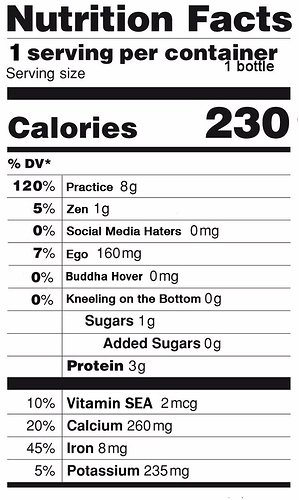 Nutrition Facts
1 serving per container
Serving size 1 bottle
Calories 230
% DV*
120% Practice 8g
5% Zen 1g
0% Social Media Haters 0mg
7% Ego 160mg
0% Buddha Hover 0mg
0% Kneeling on the Bottom 0g
Sugars 1g
Added Sugars 0g
Protein 3g
10% Vitamin SEA 2mcg
20% Calcium 260mg
45% Iron 8mg
5% Potassium 235mg